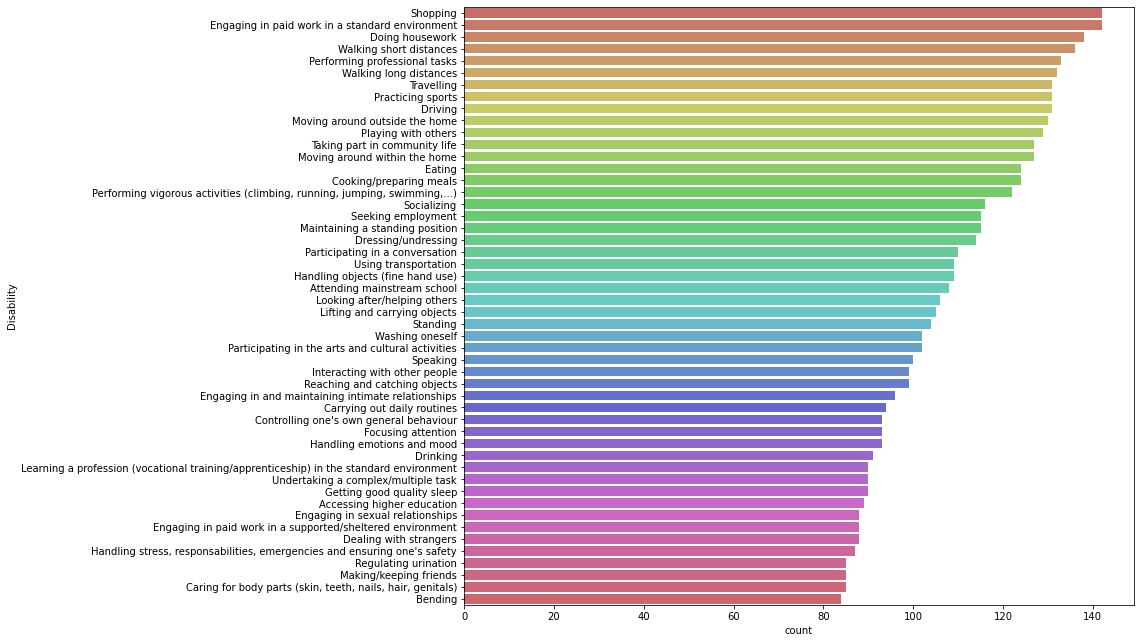 Shopping
Engaging in paid work in a standard environment
Doing housework
Walking short distances
Performing professional tasks
Walking long distances
Travelling
Practicing sports
Driving
Moving around outside the home
Playing with others
Taking part in community life
Moving around within the home
Eating
Cooking/preparing meals
Performing vigorous activities (climbing, running, jumping, swimming,...)
Socializing
Seeking employment
Maintaining a standing position
Dressing/undressing
Participating in a conversation
Using transportation
Handling objects (fine hand use)
Attending mainstream school
Looking after/helping others
Lifting and carrying objects
Standing
Washing oneself
Participating in the arts and cultural activities
Speaking
Interacting with other people
Reaching and catching objects
Engaging in and maintaining intimate relationships
Carrying out daily routines
Controlling one's own general behaviour
Focusing attention
Handling emotions and mood
Drinking
Learning a profession (vocational training/apprenticeship) in the standard environment
Undertaking a complex/multiple task
Getting good quality sleep
Accessing higher education
Engaging in sexual relationships
Engaging in paid work in a supported/sheltered environment
Dealing with strangers
Handling stress, responsabilities, emergencies and ensuring one's safety
Regulating urination
Making/keeping friends
Caring for body parts (skin, teeth, nails, hair, genitals)
Bending
Disability
0 20 40 60 80 100 120 140
count